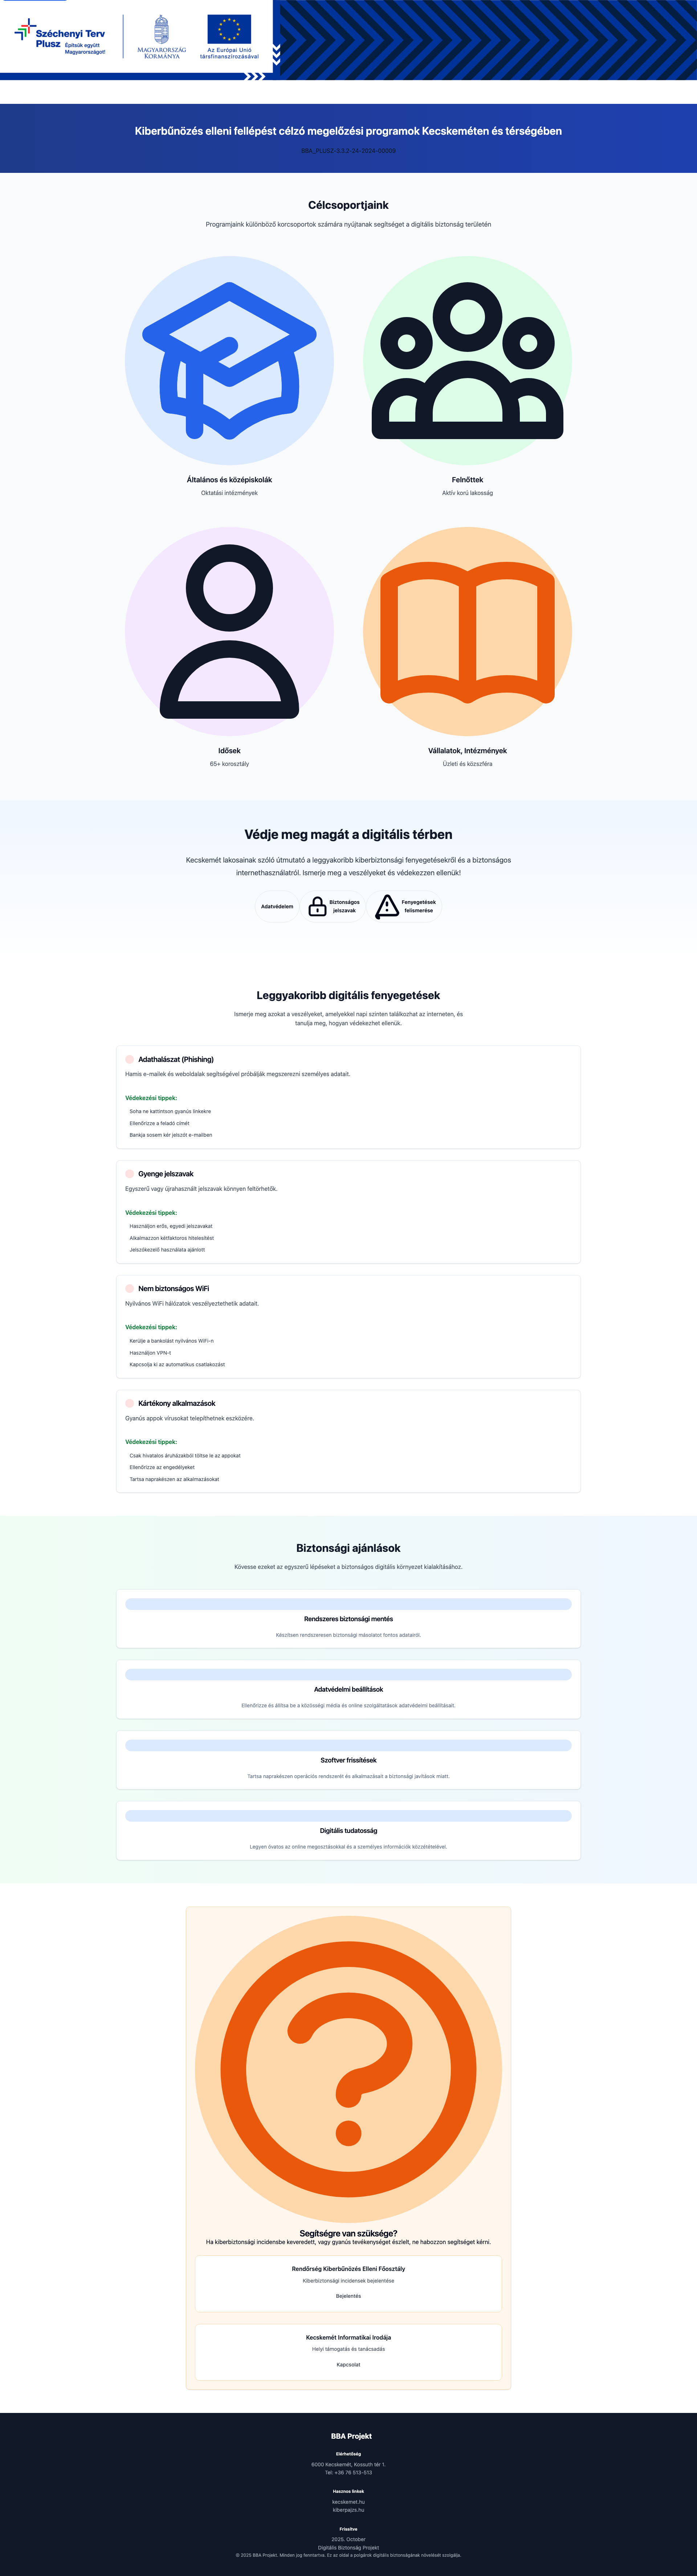 Széchenyi Terv
Plusz
Építsük együtt
Magyarországot!
MAGYARORSZÁG
KORMÁNYA
Az Európai Unió
társfinanszírozásával
Kiberbűnözés elleni fellépést célzó megelőzési programok Kecskeméten és térségében
Célcsoportjaink
Programjaink különböző korcsoportok számára nyújtanak segítséget a digitális biztonság területén
Általános és középiskolák
Oktatási intézmények
Felnőttek
Aktív korú lakosság
Idősek
65+ korosztály
Vállalatok, Intézmények
Üzleti és közszféra
Védje meg magát a digitális térben
Kecskemét lakosainak szóló útmutató a leggyakoribb kiberbiztonsági fenyegetésekről és a biztonságos
internethasználatról. Ismerje meg a veszélyeket és védekezzen ellenük!
Adatvédelem
Biztonságos
jelszavak
Fenyegetések
felismerése
Leggyakoribb digitális fenyegetések
Ismerje meg azokat a veszélyeket, amelyekkel napi szinten találkozhat az interneten, és
tanulja meg, hogyan védekezhet ellenük.
Adathalászat (Phishing)
Hamis e-mailek és weboldalak segítségével próbálják megszerezni személyes adatait.
Védekezési tippek:
Soha ne kattintson gyanús linkekre
Ellenőrizze a feladó címét
Bankja sosem kér jelszót e-mailben
Gyenge jelszavak
Egyszerű vagy újrahasznált jelszavak könnyen feltörhetők.
Védekezési tippek:
Használjon erős, egyedi jelszavakat
Alkalmazzon kétfaktoros hitelesítést
Jelszókezelő használata ajánlott
Nem biztonságos WiFi
Nyilvános WiFi hálózatok veszélyeztethetik adatait.
Védekezési tippek:
Kerülje a bankolást nyilvános WiFi-n
Használjon VPN-t
Kapcsolja ki az automatikus csatlakozást
Kártékony alkalmazások
Gyanús appok vírusokat telepíthetnek eszközére.
Védekezési tippek:
Csak hivatalos áruházakból töltse le az appokat
Ellenőrizze az engedélyeket
Tartsa naprakészen az alkalmazásokat
Biztonsági ajánlások
Kövesse ezeket az egyszerű lépéseket a biztonságos digitális környezet kialakításához.
Rendszeres biztonsági mentés
Készítsen rendszeresen biztonsági másolatot fontos adatairól.
Adatvédelmi beállítások
Ellenőrizze és állítsa be a közösségi média és online szolgáltatások adatvédelmi beállításait.
Szoftver frissítések
Tartsa naprakészen operációs rendszerét és alkalmazásait a biztonsági javítások miatt.
Digitális tudatosság
Legyen óvatos az online megosztásokkal és a személyes információk közzétételével.
Segítségre van szüksége?
Ha kiberbiztonsági incidensbe keveredett, vagy gyanús tevékenységet észlelt, ne habozzon segítséget kérni.
Rendőrség Kiberbűnözés Elleni Főosztály
Kiberbiztonsági incidensek bejelentése
Bejelentés
Kecskemét Informatikai Irodája
Helyi támogatás és tanácsadás
Kapcsolat
BBA Projekt
Elérhetőség
6000 Kecskemét, Kossuth tér 1.
Tel: +36 76 513-513
Hasznos linkek
kecskemet.hu
kiberpajzs.hu
Frissítve
2025. October
Digitális Biztonság Projekt
© 2025 BBA Projekt. Minden jog fenntartva. Ez az oldal a polgárok digitális biztonságának növelését szolgálja.